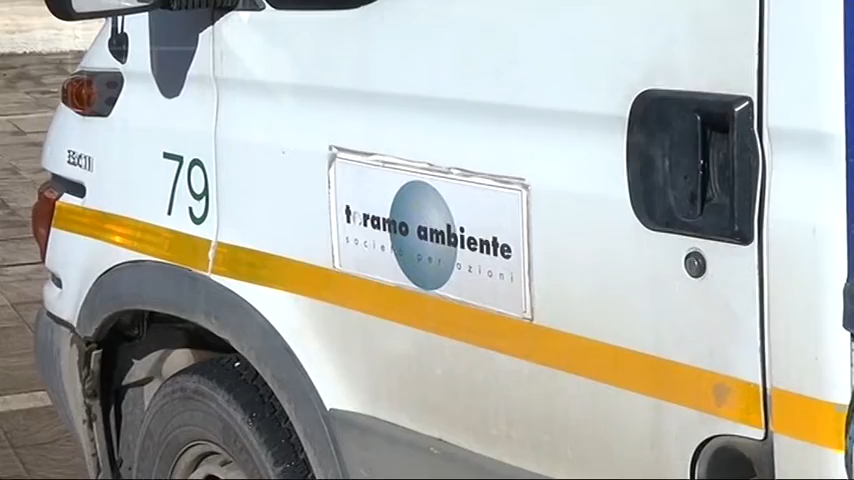 79
teramo ambiente
società per azioni